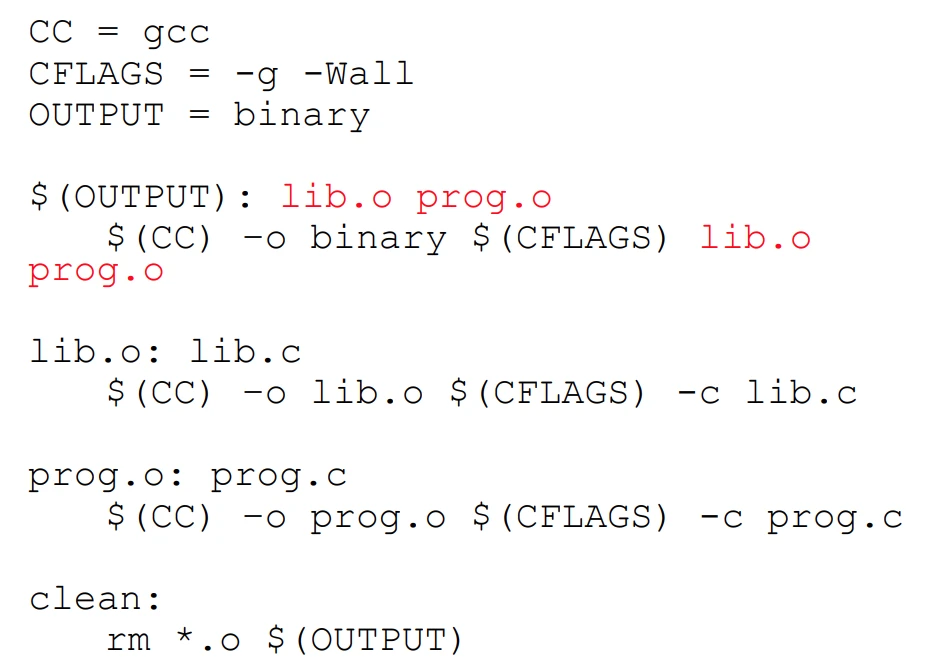 CC = gcc
CFLAGS = -g -Wall
OUTPUT = binary
$(OUTPUT): lib.o prog.o
$(CC) –o binary $(CFLAGS) lib.o
prog.o
lib.o: lib.c
$(CC) –o lib.o $(CFLAGS) -c lib.c
prog.o: prog.c
$(CC) –o prog.o $(CFLAGS) -c prog.c
clean:
rm *.o $(OUTPUT)